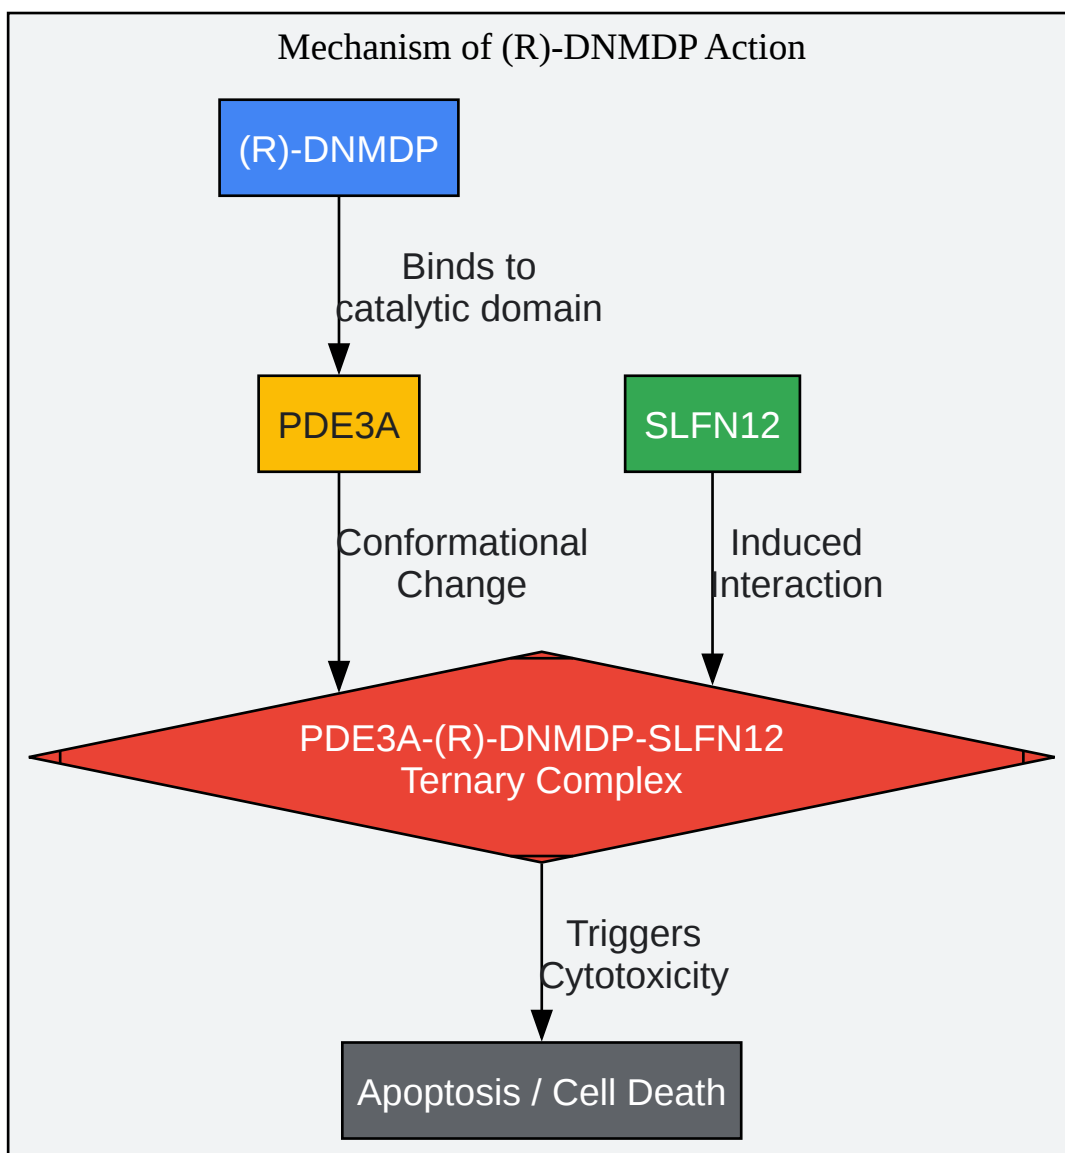 Mechanism of (R)-DNMDP Action
(R)-DNMDP
Binds to
catalytic domain
PDE3A
SLFN12
Conformational
Change
Induced
Interaction
PDE3A-(R)-DNMDP-SLFN12
Ternary Complex
Triggers
Cytotoxicity
Apoptosis / Cell Death